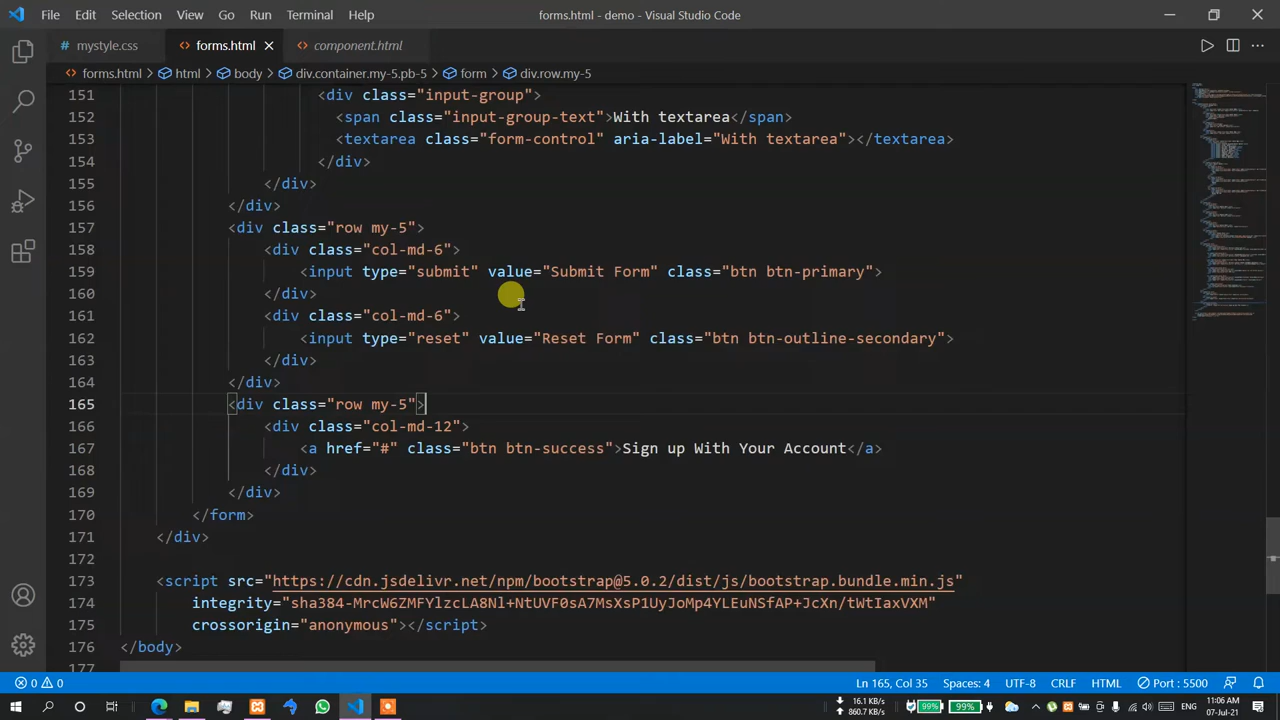 File Edit Selection View Go Run Terminal Help forms.html - demo - Visual Studio Code
mystyle.css forms.html component.html
forms.html html body div.container.my-5.pb-5 form div.row.my-5
151 <div class="input-group">
152 <span class="input-group-text">With textarea</span>
153 <textarea class="form-control" aria-label="With textarea"></textarea>
154 </div>
155 </div>
156 </div>
157 <div class="row my-5">
158 <div class="col-md-6">
159 <input type="submit" value="Submit Form" class="btn btn-primary">
160 </div>
161 <div class="col-md-6">
162 <input type="reset" value="Reset Form" class="btn btn-outline-secondary">
163 </div>
164 </div>
165 <div class="row my-5">
166 <div class="col-md-12">
167 <a href="#" class="btn btn-success">Sign up With Your Account</a>
168 </div>
169 </div>
170 </form>
171 </div>
172
173 <script src="https://cdn.jsdelivr.net/npm/bootstrap@5.0.2/dist/js/bootstrap.bundle.min.js"
174 integrity="sha384-MrcW6ZMFYlzcLA8Nl+NtUVF0sA7MsXsP1UyJoMp4YLEuNSfAP+JcXn/tWtIaxVXM"
175 crossorigin="anonymous"></script>
176 </body>
177
0 0 Ln 165, Col 35 Spaces: 4 UTF-8 CRLF HTML Port : 5500
16.1 KB/s
860.7 KB/s
99% 99% ENG
11:06 AM
07-Jul-21